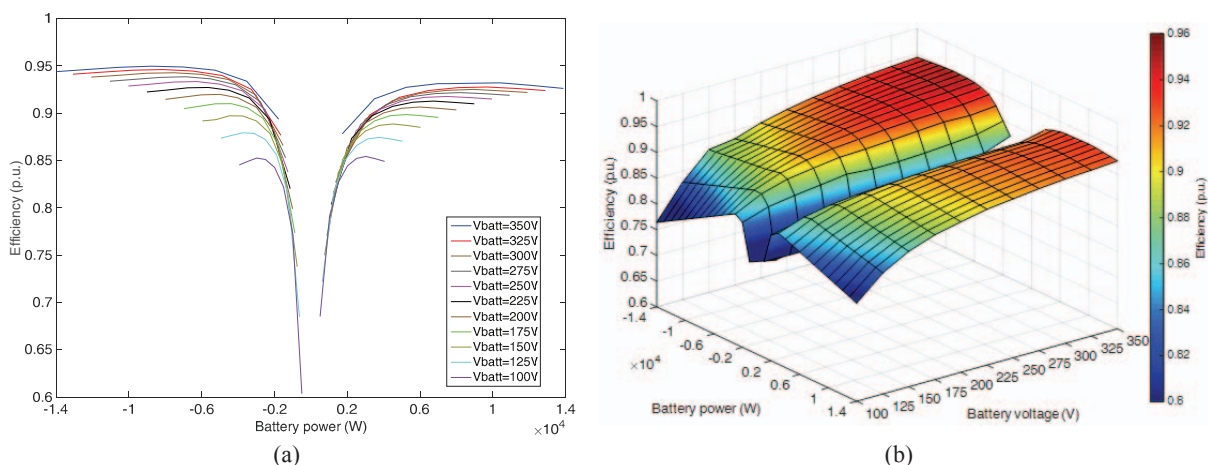 1
0.95
0.9
0.85
0.8
0.75
0.7
0.65
0.6
Efficiency (p.u.)
-1.4
-1
-0.6
-0.2
0.2
0.6
1
1.4
Battery power (W)
×10⁴
Vbatt=350V
Vbatt=325V
Vbatt=300V
Vbatt=275V
Vbatt=250V
Vbatt=225V
Vbatt=200V
Vbatt=175V
Vbatt=150V
Vbatt=125V
Vbatt=100V
(a)
1
0.95
0.9
0.85
0.8
0.75
0.7
0.65
0.6
Efficiency (p.u.)
-1.4
-1
-0.6
-0.2
0.2
0.6
1
1.4
×10⁴
Battery power (W)
100
125
150
175
200
225
250
275
300
325
350
Battery voltage (V)
0.96
0.94
0.92
0.9
0.88
0.86
0.84
0.82
0.8
Efficiency (p.u.)
(b)